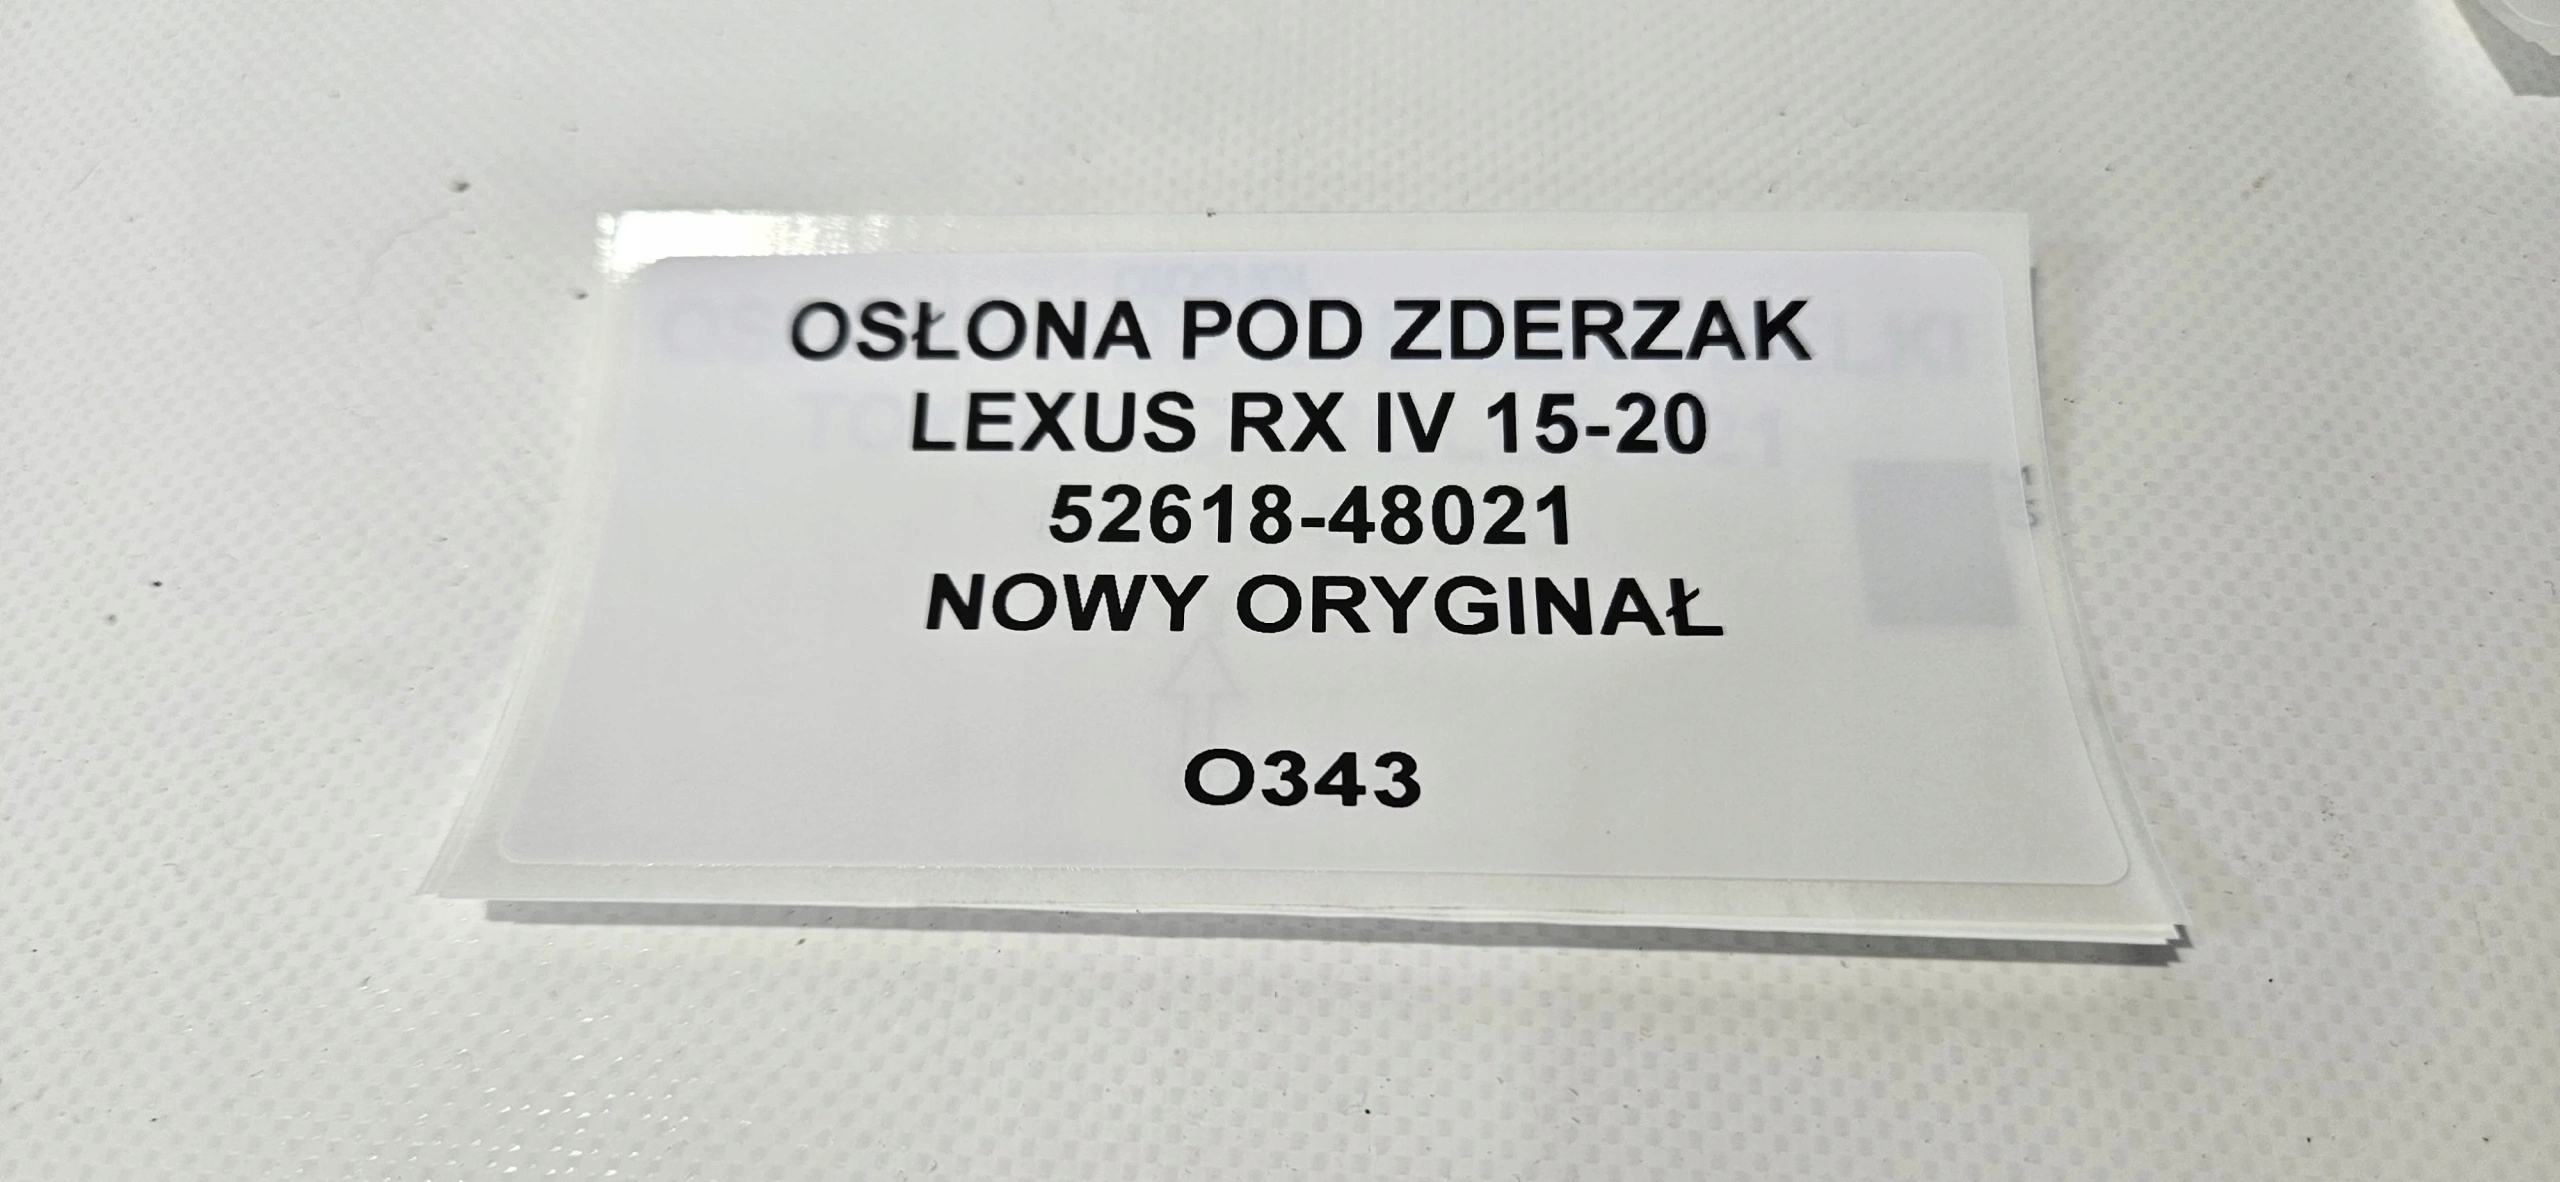 OSŁONA POD ZDERZAK
LEXUS RX IV 15-20
52618-48021
NOWY ORYGINAŁ
O343